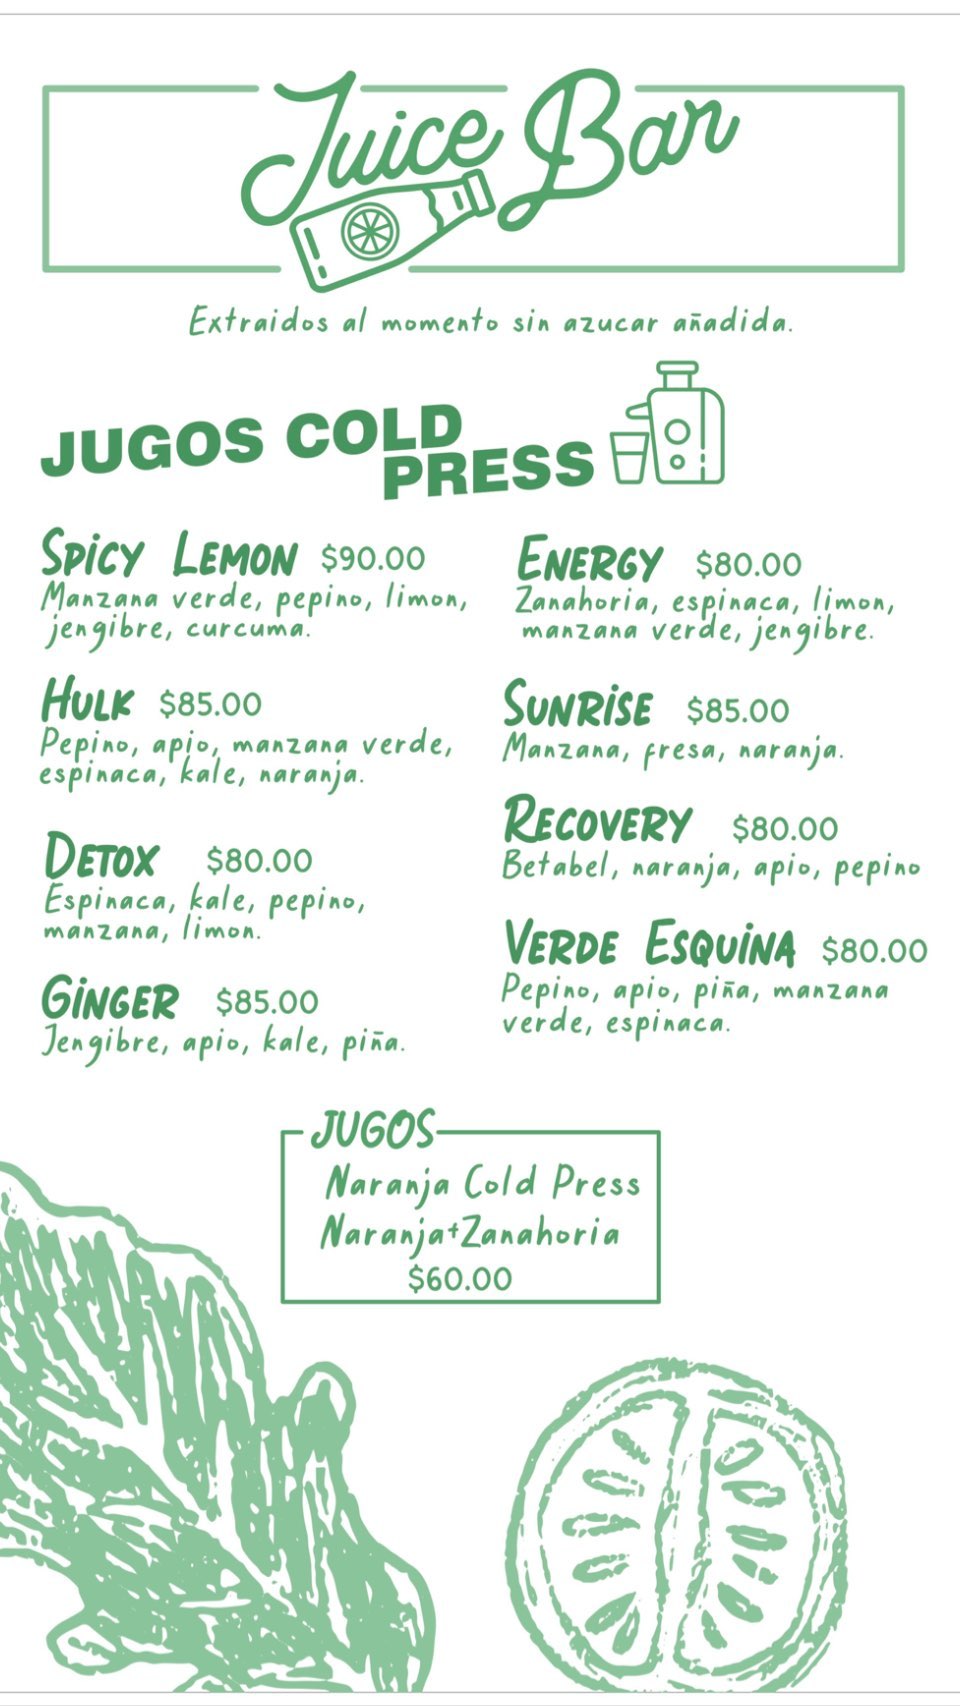 Juice Bar
Extraidos al momento sin azucar añadida.
JUGOS COLD
PRESS
SPiCY LEMON $90.00
Manzana verde, pepino, limon,
jengibre, curcuma.
HULK $85.00
Pepino, apio, manzana verde,
espinaca, kale, naranja.
DETOX $80.00
Espinaca, kale, pepino,
manzana, limon.
GiNGER $85.00
Jengibre, apio, kale, piña.
ENERGY $80.00
Zanahoria, espinaca, limon,
manzana verde, jengibre.
SUNRiSE $85.00
Manzana, fresa, naranja.
RECOVERY $80.00
Betabel, naranja, apio, pepino
VERDE ESQUiNA $80.00
Pepino, apio, piña, manzana
verde, espinaca.
JUGOS
Naranja Cold Press
Naranja+Zanahoria
$60.00